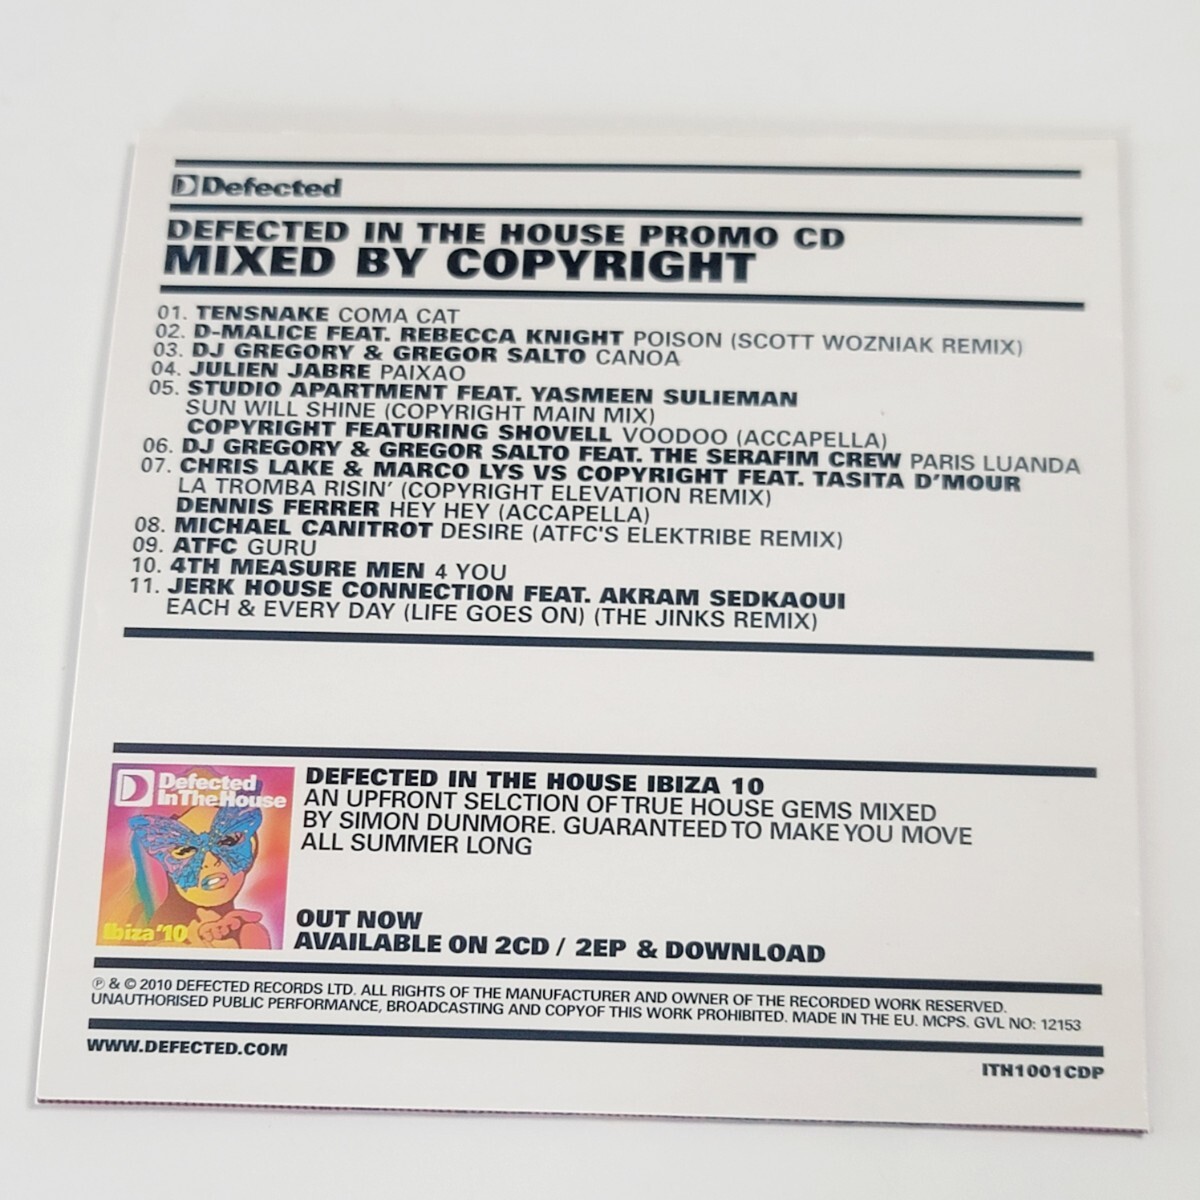 Defected
DEFECTED IN THE HOUSE PROMO CD
MIXED BY COPYRIGHT
01. TENSNAKE COMA CAT
02. D-MALICE FEAT. REBECCA KNIGHT POISON (SCOTT WOZNIAK REMIX)
03. DJ GREGORY & GREGOR SALTO CANOA
04. JULIEN JABRE PAIXAO
05. STUDIO APARTMENT FEAT. YASMEEN SULIEMAN
SUN WILL SHINE (COPYRIGHT MAIN MIX)
COPYRIGHT FEATURING SHOVELL VOODOO (ACCAPELLA)
06. DJ GREGORY & GREGOR SALTO FEAT. THE SERAFIM CREW PARIS LUANDA
07. CHRIS LAKE & MARCO LYS VS COPYRIGHT FEAT. TASITA D'MOUR
LA TROMBA RISIN' (COPYRIGHT ELEVATION REMIX)
DENNIS FERRER HEY HEY (ACCAPELLA)
08. MICHAEL CANITROT DESIRE (ATFC'S ELEKTRIBE REMIX)
09. ATFC GURU
10. 4TH MEASURE MEN 4 YOU
11. JERK HOUSE CONNECTION FEAT. AKRAM SEDKAOUI
EACH & EVERY DAY (LIFE GOES ON) (THE JINKS REMIX)
Defected
In The House
Ibiza '10
DEFECTED IN THE HOUSE IBIZA 10
AN UPFRONT SELCTION OF TRUE HOUSE GEMS MIXED
BY SIMON DUNMORE. GUARANTEED TO MAKE YOU MOVE
ALL SUMMER LONG
OUT NOW
AVAILABLE ON 2CD / 2EP & DOWNLOAD
℗ & © 2010 DEFECTED RECORDS LTD. ALL RIGHTS OF THE MANUFACTURER AND OWNER OF THE RECORDED WORK RESERVED.
UNAUTHORISED PUBLIC PERFORMANCE, BROADCASTING AND COPYOF THIS WORK PROHIBITED. MADE IN THE EU. MCPS. GVL NO: 12153
WWW.DEFECTED.COM
ITH1001CDP